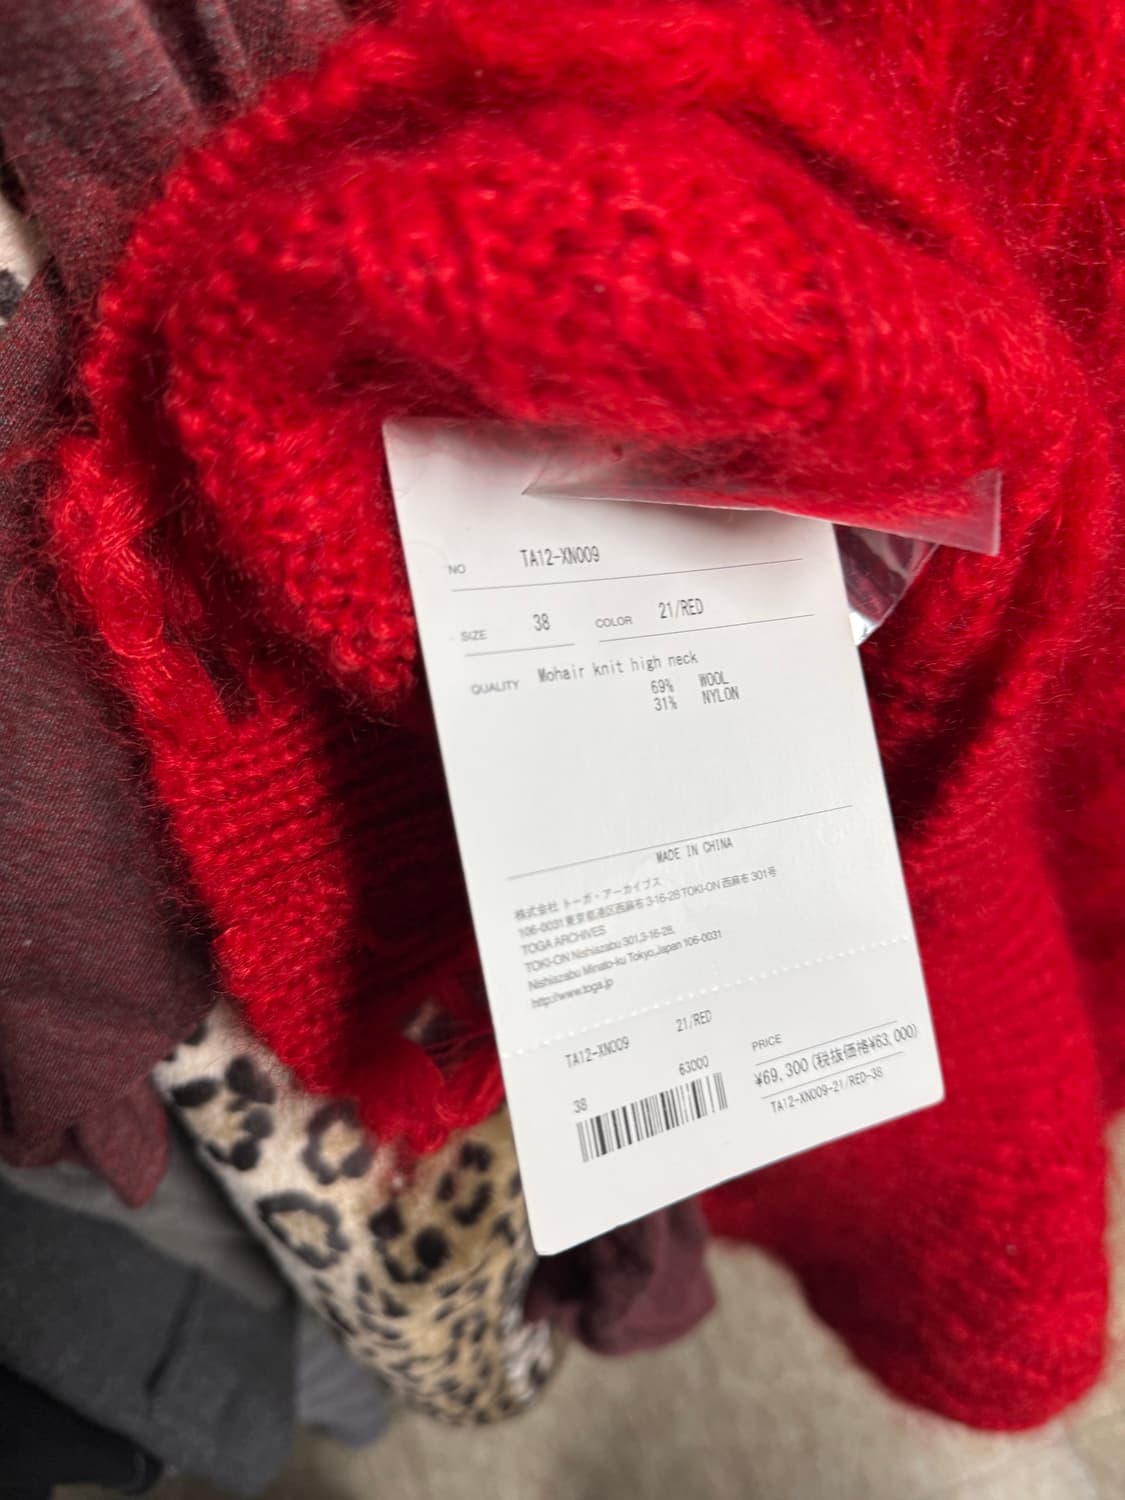 NO TA12-XN009
SIZE 38 COLOR 21/RED
QUALITY Mohair knit high neck
69% WOOL
31% NYLON
MADE IN CHINA
株式会社 トーガ・アーカイブス
106-0031 東京都港区西麻布 3-16-28 TOKI-ON 西麻布 301号
TOGA ARCHIVES
TOKI-ON Nishiazabu 301,3-16-28,
Nishiazabu Minato-ku Tokyo,Japan 106-0031
http://www.toga.jp
TA12-XN009 21/RED
38 63000
PRICE
¥69,300(税抜価格¥63,000)
TA12-XN009-21/RED-38